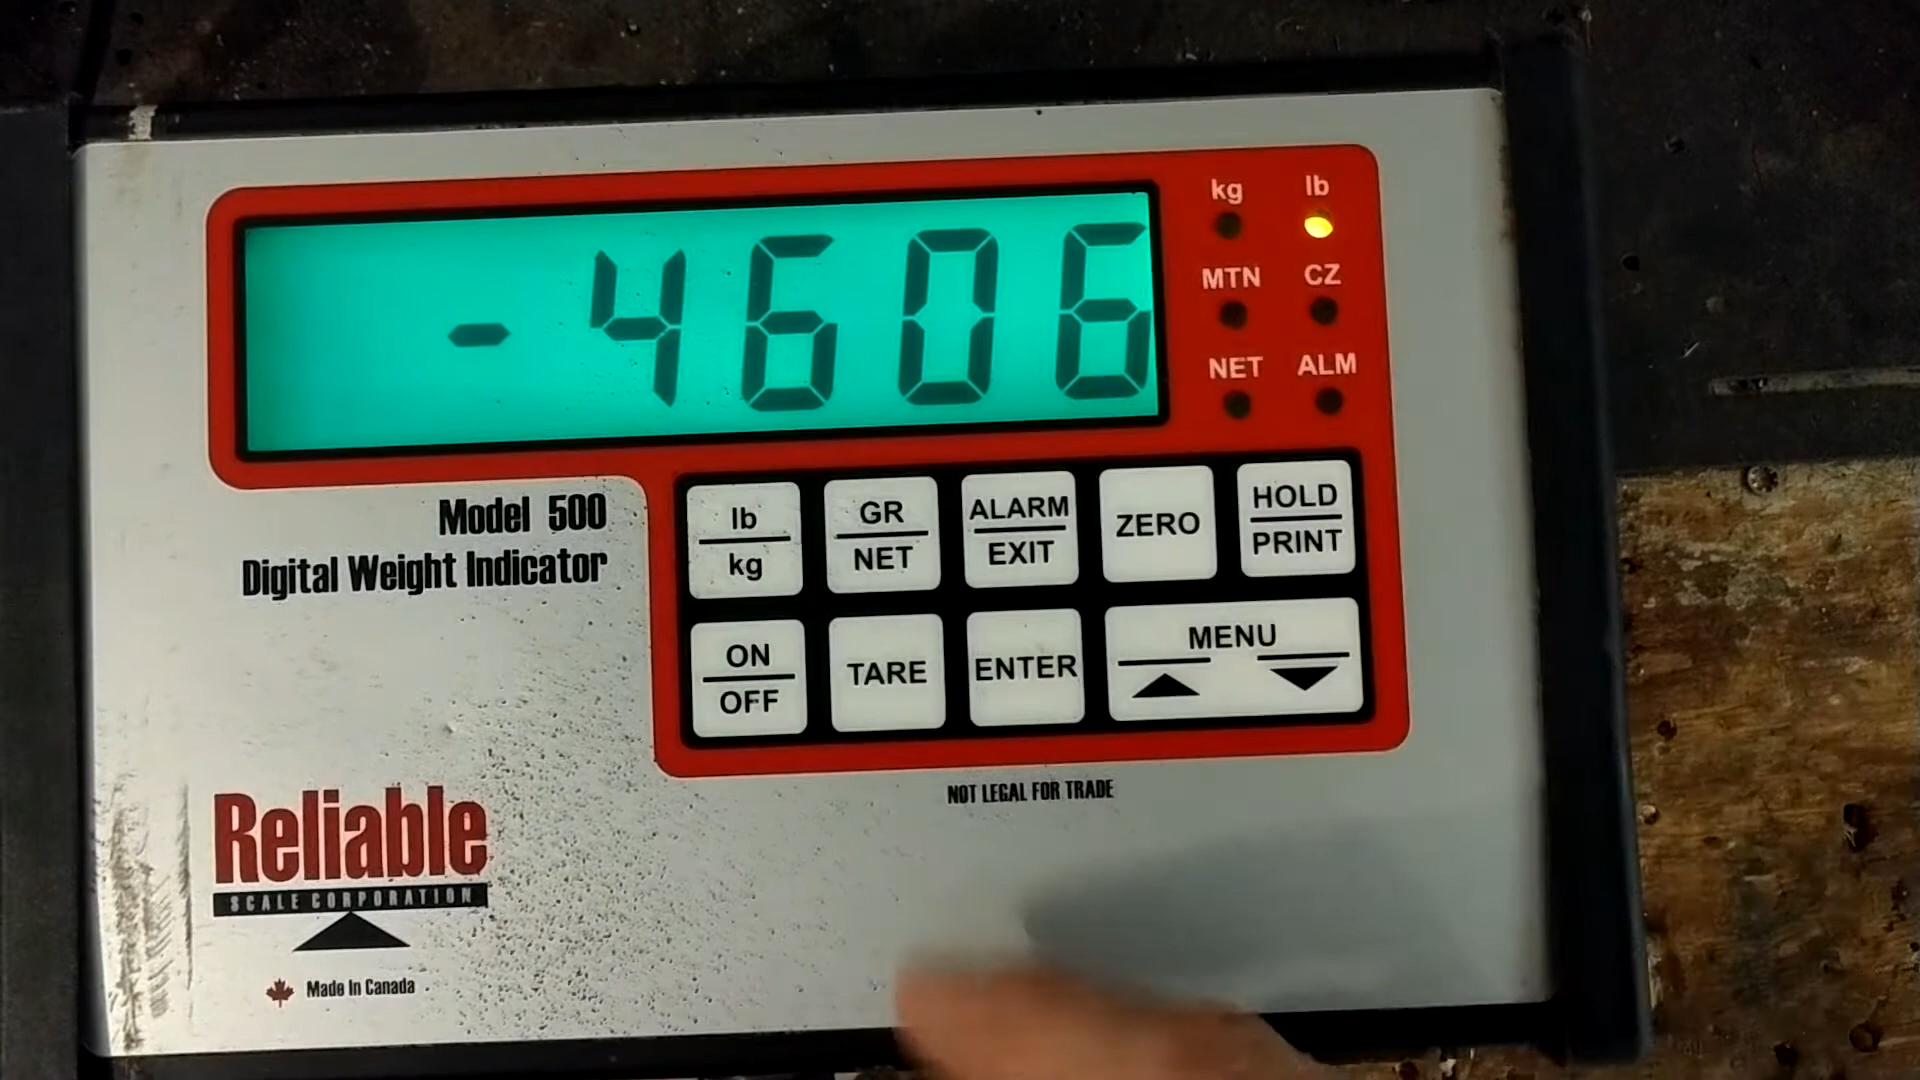 -4606
kg lb
MTN CZ
NET ALM
Model 500
Digital Weight Indicator
lb
kg
GR
NET
ALARM
EXIT
ZERO
HOLD
PRINT
ON
OFF
TARE
ENTER
MENU
NOT LEGAL FOR TRADE
Reliable
SCALE CORPORATION
Made In Canada